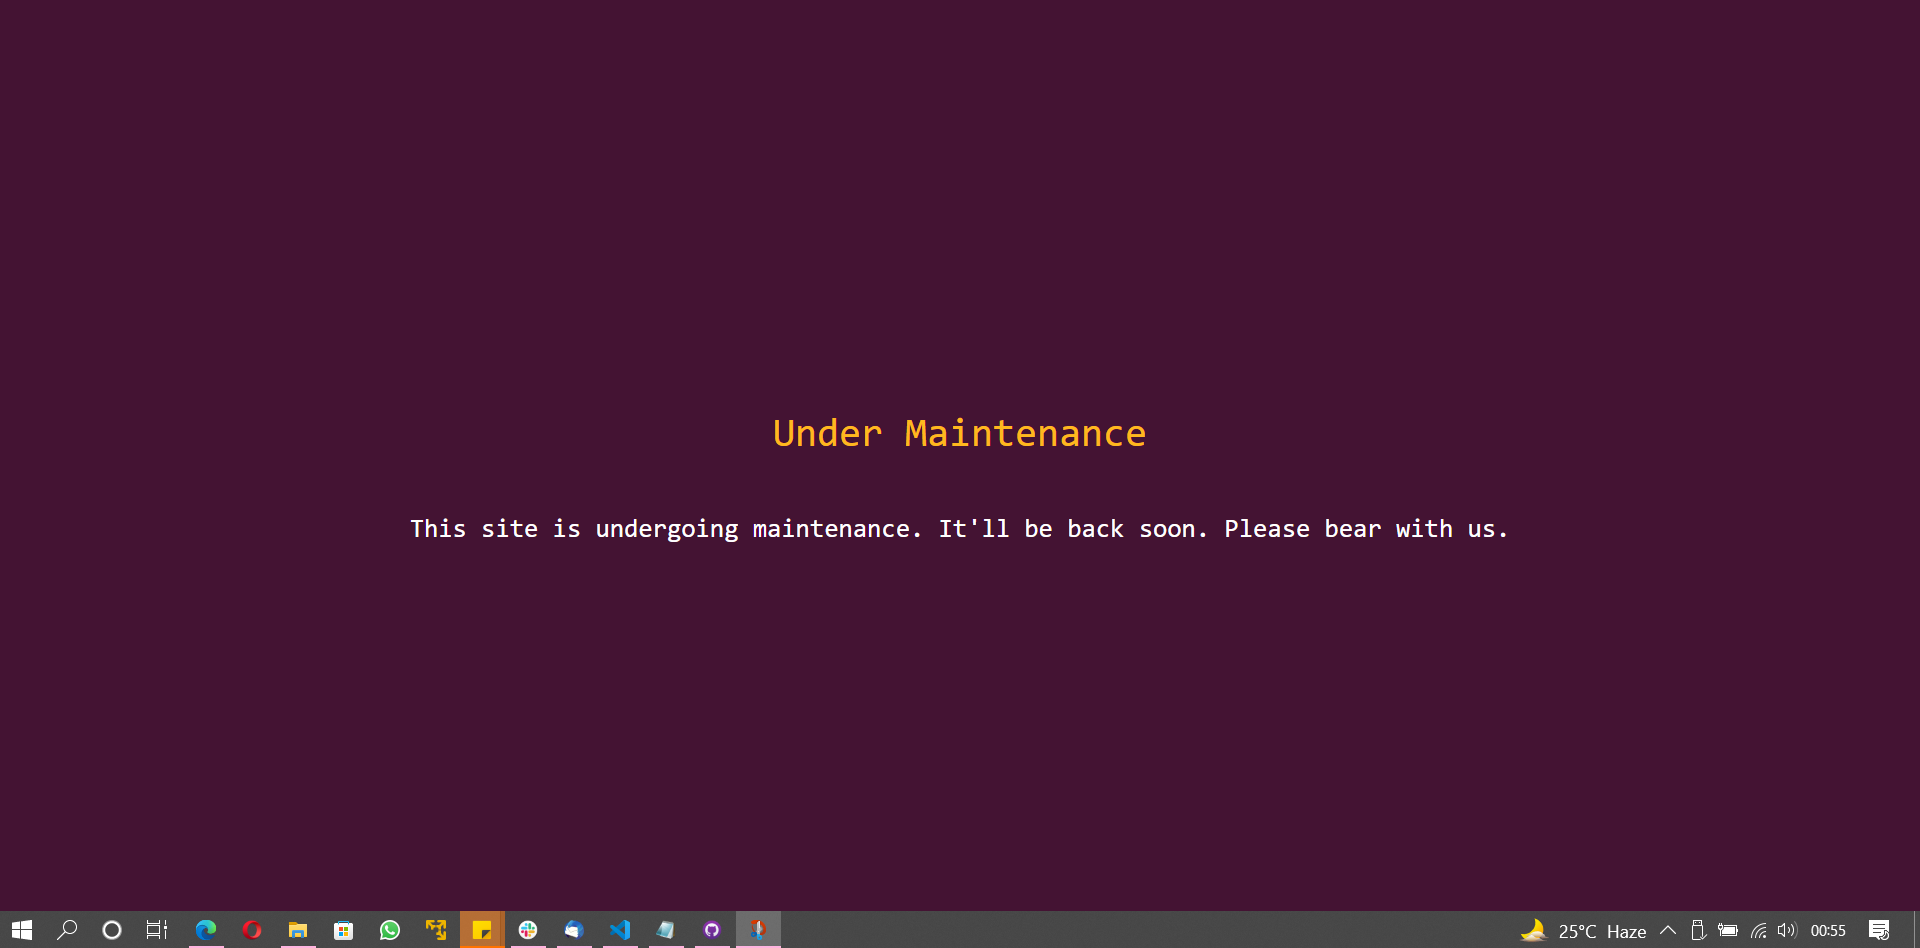 Under Maintenance
This site is undergoing maintenance. It'll be back soon. Please bear with us.
25°C Haze 00:55